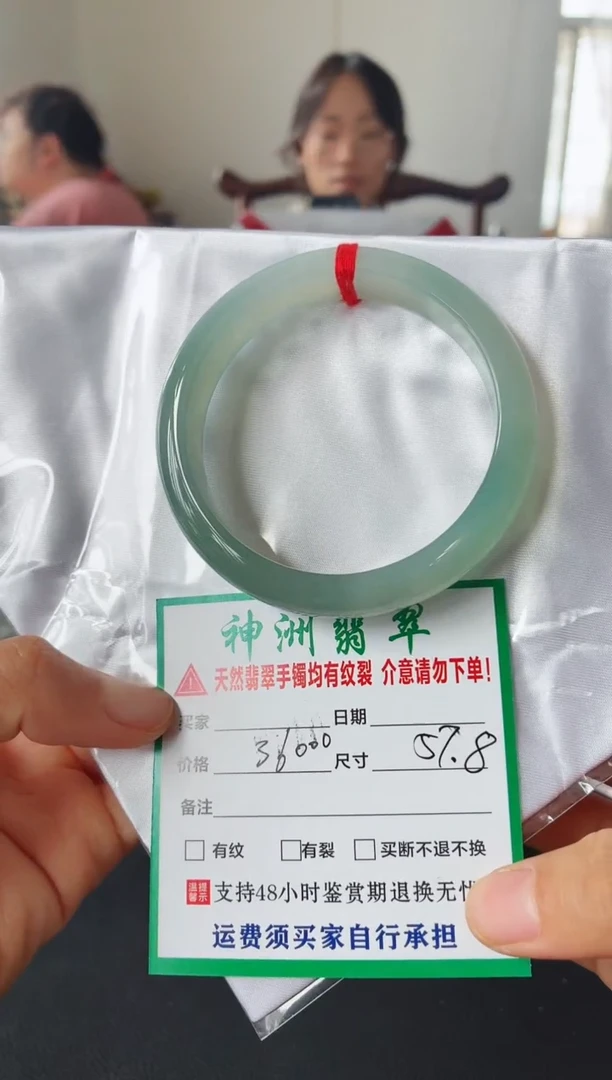 神洲翡翠
天然翡翠手镯均有纹裂 介意请勿下单!
买家 日期
价格 36000 尺寸 57.8
备注
有纹 有裂 买断不退不换
温馨提示 支持48小时鉴赏期退换无忧
运费须买家自行承担